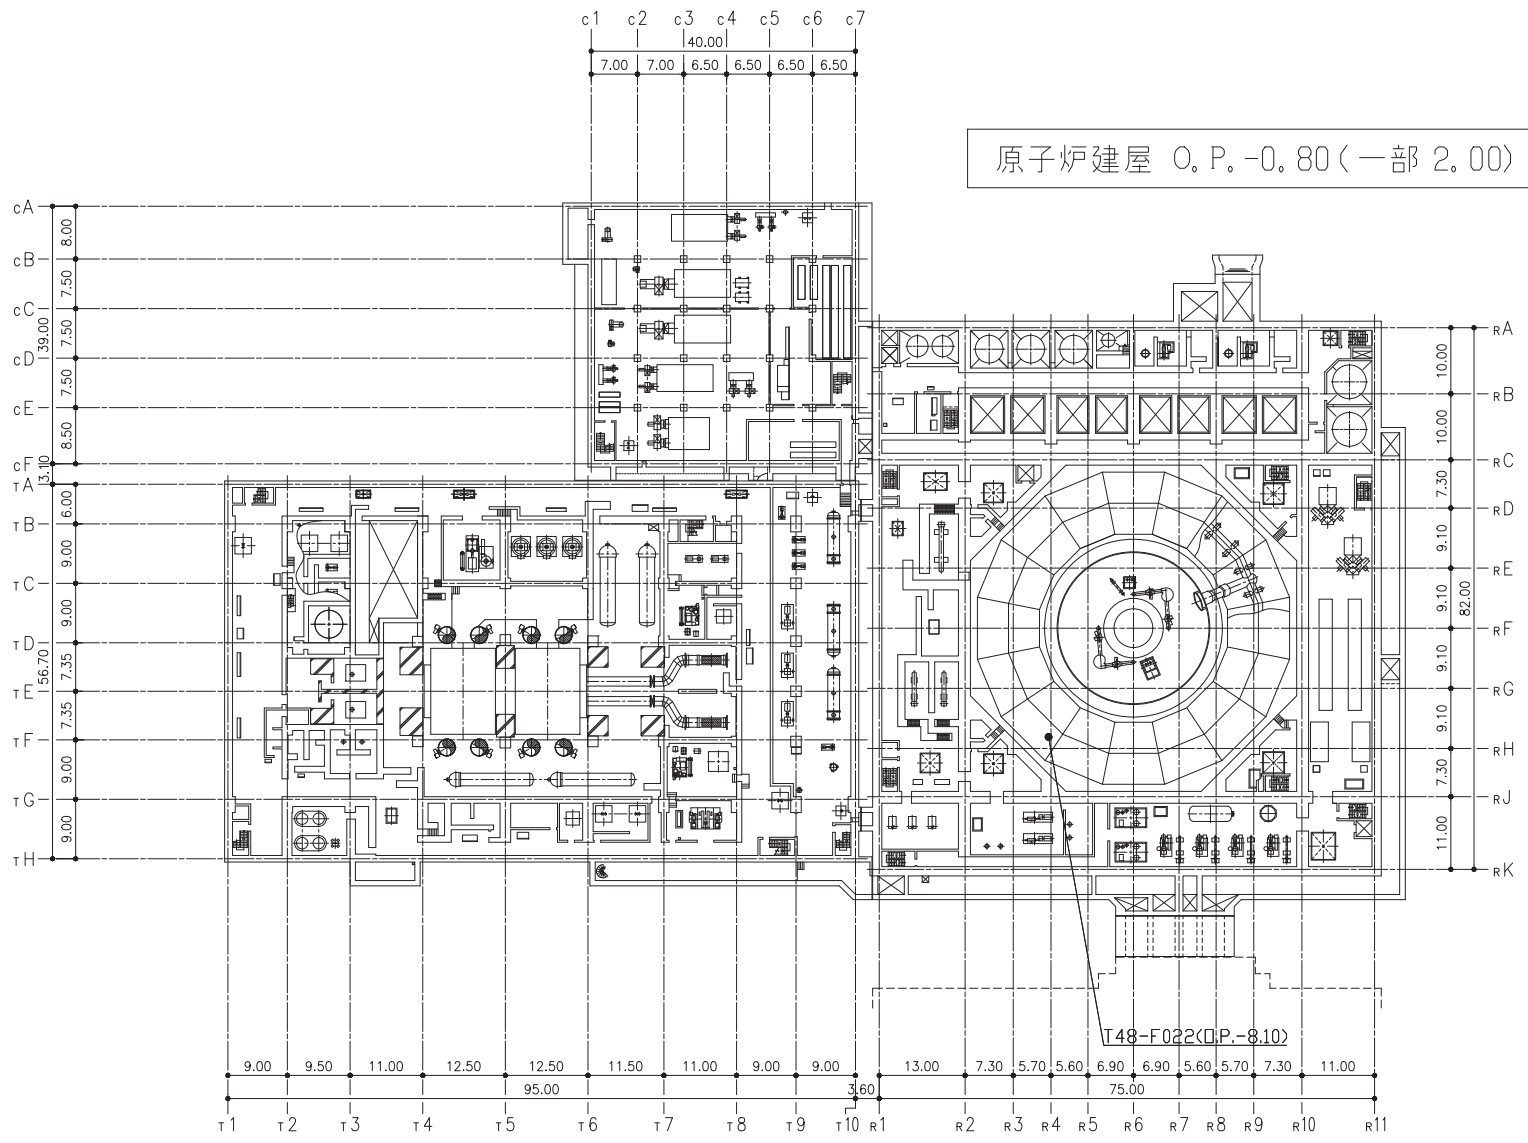 c1 c2 c3 c4 c5 c6 c7
40.00
7.00 7.00 6.50 6.50 6.50 6.50
原子炉建屋 O.P.-0.80(一部 2.00)
cA
8.00
cB
7.50
cC
7.50
39.00
cD
7.50
cE
8.50
cF
3.10
TA
6.00
TB
9.00
TC
9.00
TD
7.35
56.70
TE
7.35
TF
9.00
TG
9.00
TH
RA
10.00
RB
10.00
RC
7.30
RD
9.10
RE
9.10
82.00
RF
9.10
RG
9.10
RH
7.30
RJ
11.00
RK
T48-F022(O.P.-8.10)
9.00 9.50 11.00 12.50 12.50 11.50 11.00 9.00 9.00 13.00 7.30 5.70 5.60 6.90 6.90 5.60 5.70 7.30 11.00
95.00 3.60 75.00
T1 T2 T3 T4 T5 T6 T7 T8 T9 T10 R1 R2 R3 R4 R5 R6 R7 R8 R9 R10 R11